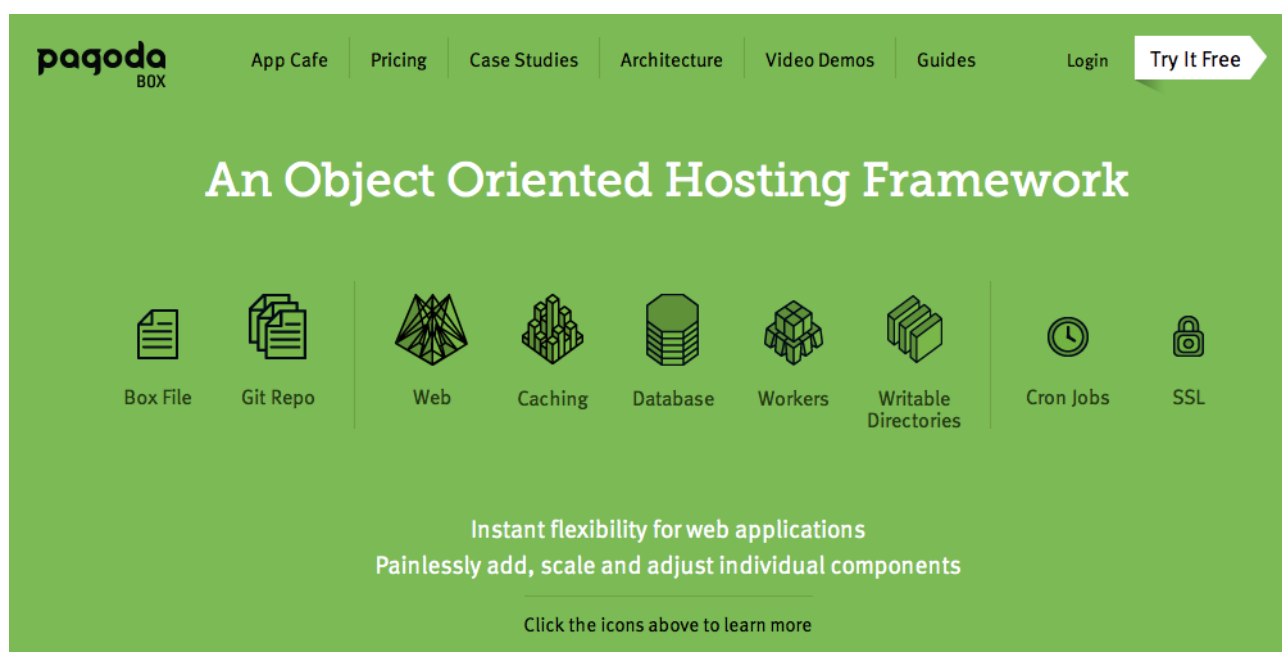 pagoda
BOX
App Cafe
Pricing
Case Studies
Architecture
Video Demos
Guides
Login
Try It Free
An Object Oriented Hosting Framework
Box File
Git Repo
Web
Caching
Database
Workers
Writable
Directories
Cron Jobs
SSL
Instant flexibility for web applications
Painlessly add, scale and adjust individual components
Click the icons above to learn more